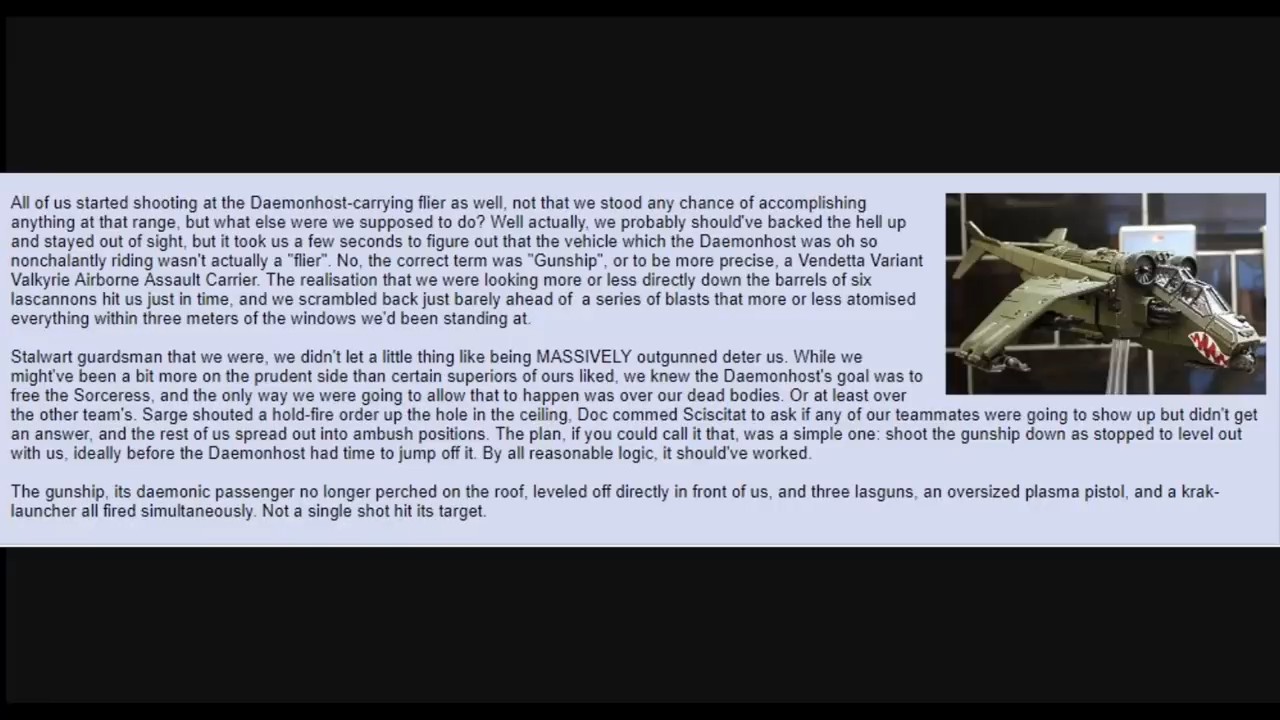 All of us started shooting at the Daemonhost-carrying flier as well, not that we stood any chance of accomplishing
anything at that range, but what else were we supposed to do? Well actually, we probably should've backed the hell up
and stayed out of sight, but it took us a few seconds to figure out that the vehicle which the Daemonhost was oh so
nonchalantly riding wasn't actually a "flier". No, the correct term was "Gunship", or to be more precise, a Vendetta Variant
Valkyrie Airborne Assault Carrier. The realisation that we were looking more or less directly down the barrels of six
lascannons hit us just in time, and we scrambled back just barely ahead of a series of blasts that more or less atomised
everything within three meters of the windows we'd been standing at.
Stalwart guardsman that we were, we didn't let a little thing like being MASSIVELY outgunned deter us. While we
might've been a bit more on the prudent side than certain superiors of ours liked, we knew the Daemonhost's goal was to
free the Sorceress, and the only way we were going to allow that to happen was over our dead bodies. Or at least over
the other team's. Sarge shouted a hold-fire order up the hole in the ceiling, Doc commed Sciscitat to ask if any of our teammates were going to show up but didn't get
an answer, and the rest of us spread out into ambush positions. The plan, if you could call it that, was a simple one: shoot the gunship down as stopped to level out
with us, ideally before the Daemonhost had time to jump off it. By all reasonable logic, it should've worked.
The gunship, its daemonic passenger no longer perched on the roof, leveled off directly in front of us, and three lasguns, an oversized plasma pistol, and a krak-
launcher all fired simultaneously. Not a single shot hit its target.